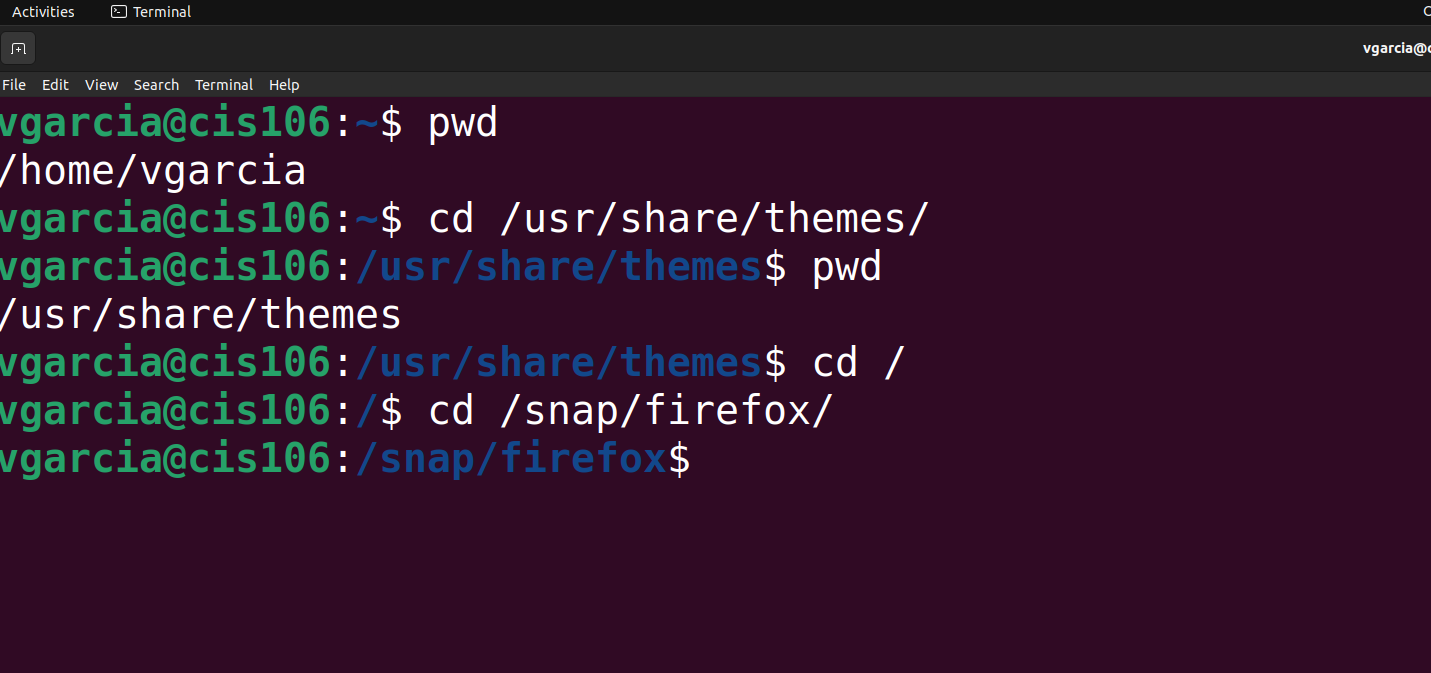 Activities Terminal
vgarcia@
File Edit View Search Terminal Help
vgarcia@cis106:~$ pwd
/home/vgarcia
vgarcia@cis106:~$ cd /usr/share/themes/
vgarcia@cis106:/usr/share/themes$ pwd
/usr/share/themes
vgarcia@cis106:/usr/share/themes$ cd /
vgarcia@cis106:/$ cd /snap/firefox/
vgarcia@cis106:/snap/firefox$